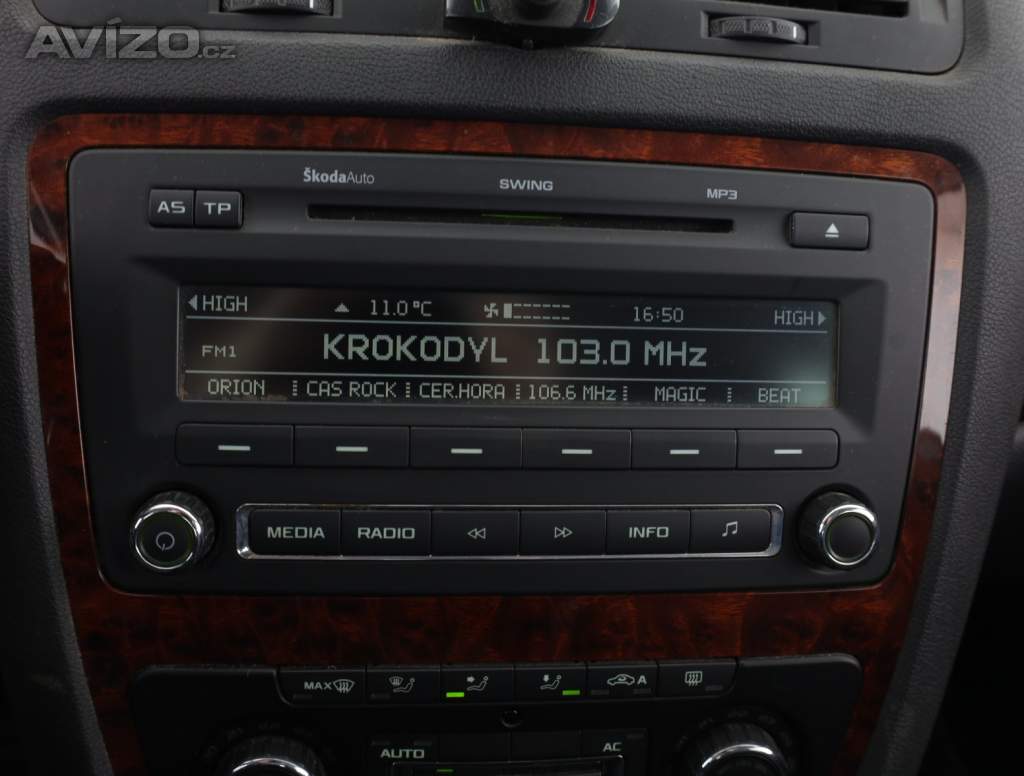 AVÍZO.cz
ŠkodaAuto SWING MP3
AS TP
HIGH 11.0 °C 16:50 HIGH
FM1 KROKODYL 103.0 MHz
ORION CAS ROCK CER.HORA 106.6 MHz MAGIC BEAT
MEDIA RADIO INFO
MAX A
AUTO AC